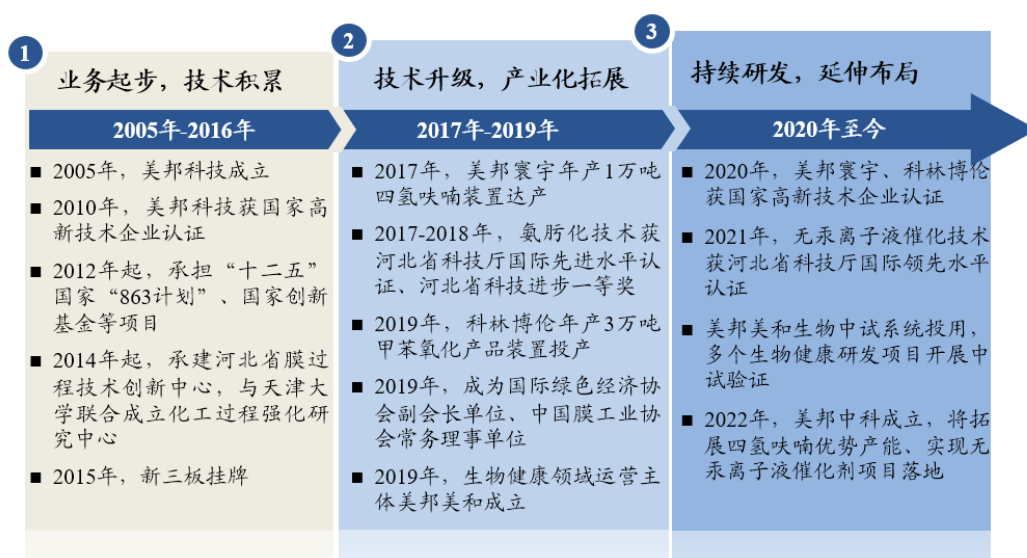 1
业务起步，技术积累
2005年-2016年
■ 2005年，美邦科技成立
■ 2010年，美邦科技获国家高
新技术企业认证
■ 2012年起，承担“十二五”
国家“863计划”、国家创新
基金等项目
■ 2014年起，承建河北省膜过
程技术创新中心，与天津大
学联合成立化工过程强化研
究中心
■ 2015年，新三板挂牌
2
技术升级，产业化拓展
2017年-2019年
■ 2017年，美邦寰宇年产1万吨
四氢呋喃装置达产
■ 2017-2018年，氨肟化技术获
河北省科技厅国际先进水平认
证、河北省科技进步一等奖
■ 2019年，科林博伦年产3万吨
甲苯氧化产品装置投产
■ 2019年，成为国际绿色经济协
会副会长单位、中国膜工业协
会常务理事单位
■ 2019年，生物健康领域运营主
体美邦美和成立
3
持续研发，延伸布局
2020年至今
■ 2020年，美邦寰宇、科林博伦
获国家高新技术企业认证
■ 2021年，无汞离子液催化技术
获河北省科技厅国际领先水平
认证
■ 美邦美和生物中试系统投用，
多个生物健康研发项目开展中
试验证
■ 2022年，美邦中科成立，将拓
展四氢呋喃优势产能、实现无
汞离子液催化剂项目落地